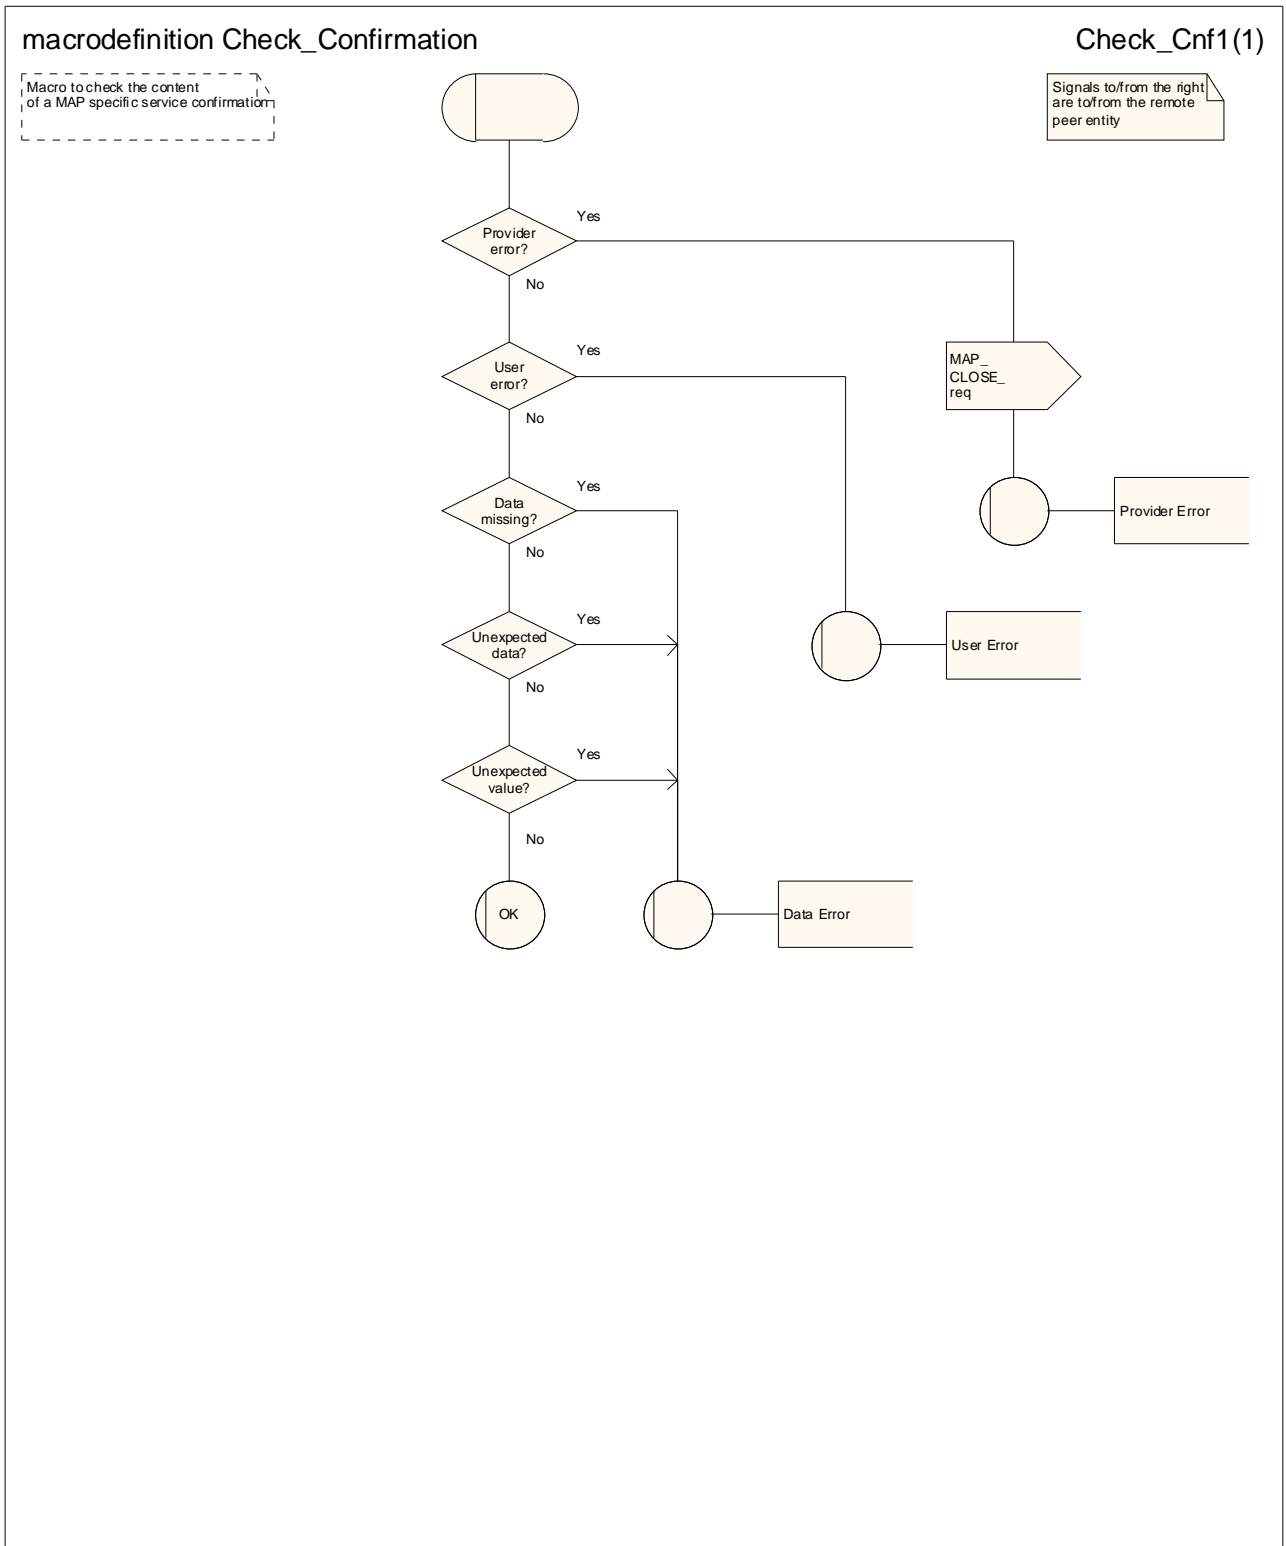 macrodefinition Check_Confirmation
Check_Cnf1(1)
Macro to check the content
of a MAP specific service confirmation
Signals to/from the right
are to/from the remote
peer entity
Yes
Provider
error?
No
Yes
User
error?
No
MAP_
CLOSE_
req
Yes
Data
missing?
No
Provider Error
Yes
Unexpected
data?
No
User Error
Yes
Unexpected
value?
No
OK
Data Error